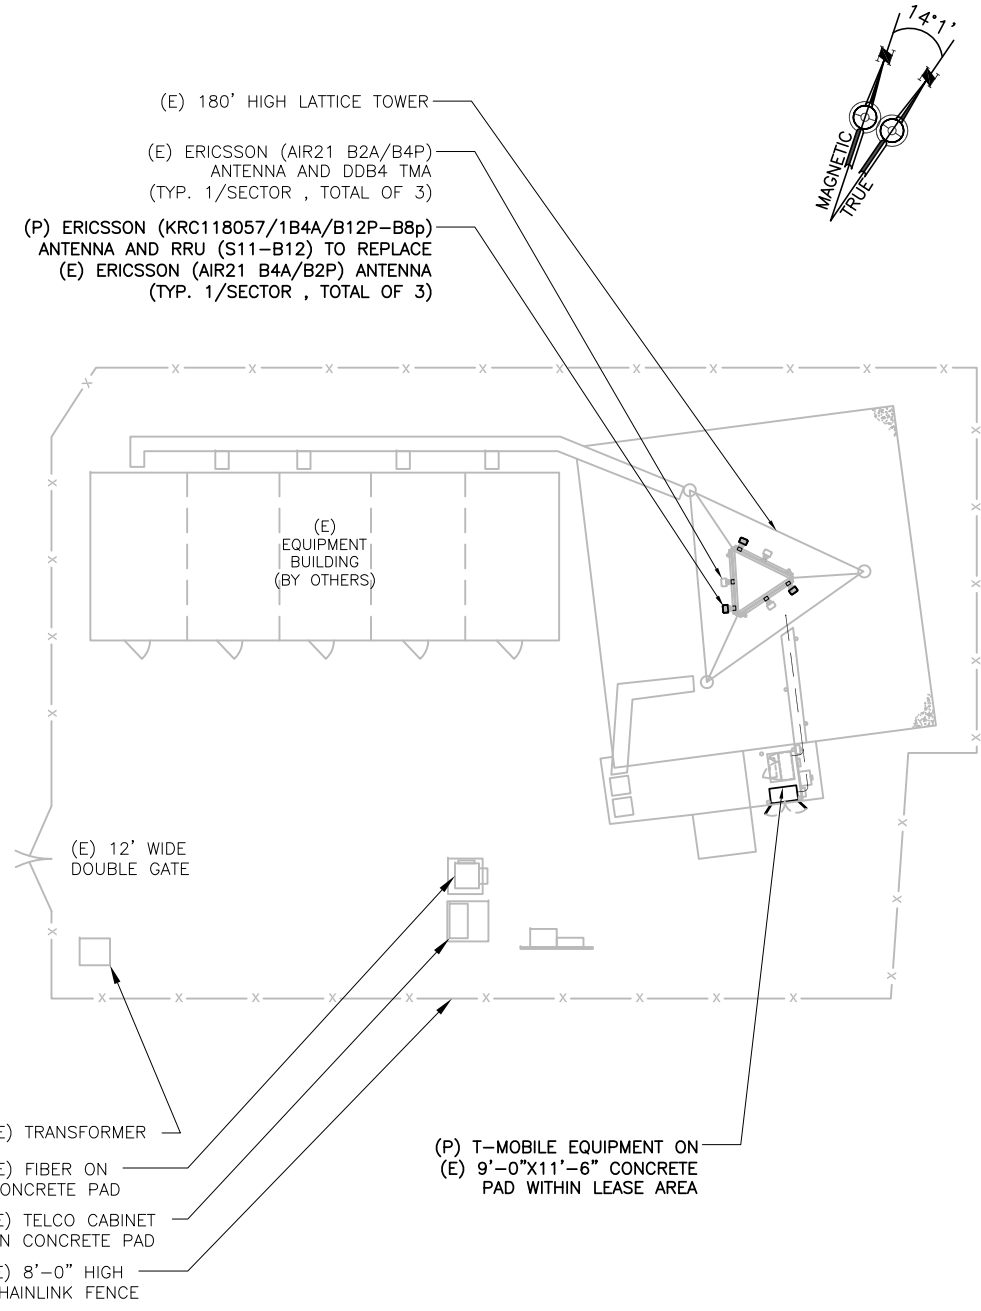 14°1'
MAGNETIC
TRUE
(E) 180' HIGH LATTICE TOWER
(E) ERICSSON (AIR21 B2A/B4P)
ANTENNA AND DDB4 TMA
(TYP. 1/SECTOR , TOTAL OF 3)
(P) ERICSSON (KRC118057/1B4A/B12P-B8p)
ANTENNA AND RRU (S11-B12) TO REPLACE
(E) ERICSSON (AIR21 B4A/B2P) ANTENNA
(TYP. 1/SECTOR , TOTAL OF 3)
(E)
EQUIPMENT
BUILDING
(BY OTHERS)
(E) 12' WIDE
DOUBLE GATE
E) TRANSFORMER
E) FIBER ON
ONCRETE PAD
E) TELCO CABINET
N CONCRETE PAD
E) 8'-0" HIGH
HAINLINK FENCE
(P) T-MOBILE EQUIPMENT ON
(E) 9'-0"X11'-6" CONCRETE
PAD WITHIN LEASE AREA